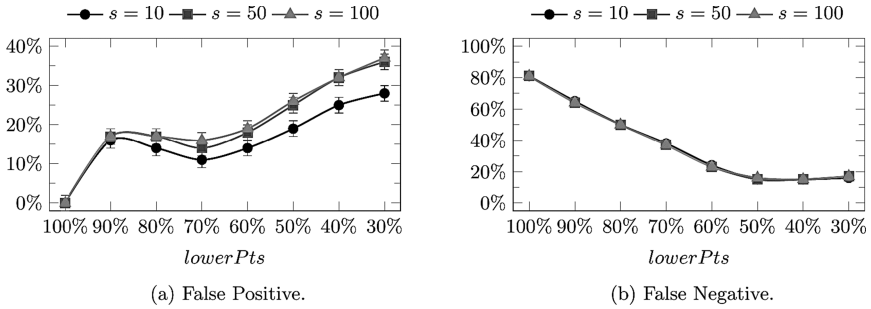 s = 10 s = 50 s = 100
40%
30%
20%
10%
0%
100% 90% 80% 70% 60% 50% 40% 30%
lowerPts
(a) False Positive.
s = 10 s = 50 s = 100
100%
80%
60%
40%
20%
0%
100% 90% 80% 70% 60% 50% 40% 30%
lowerPts
(b) False Negative.